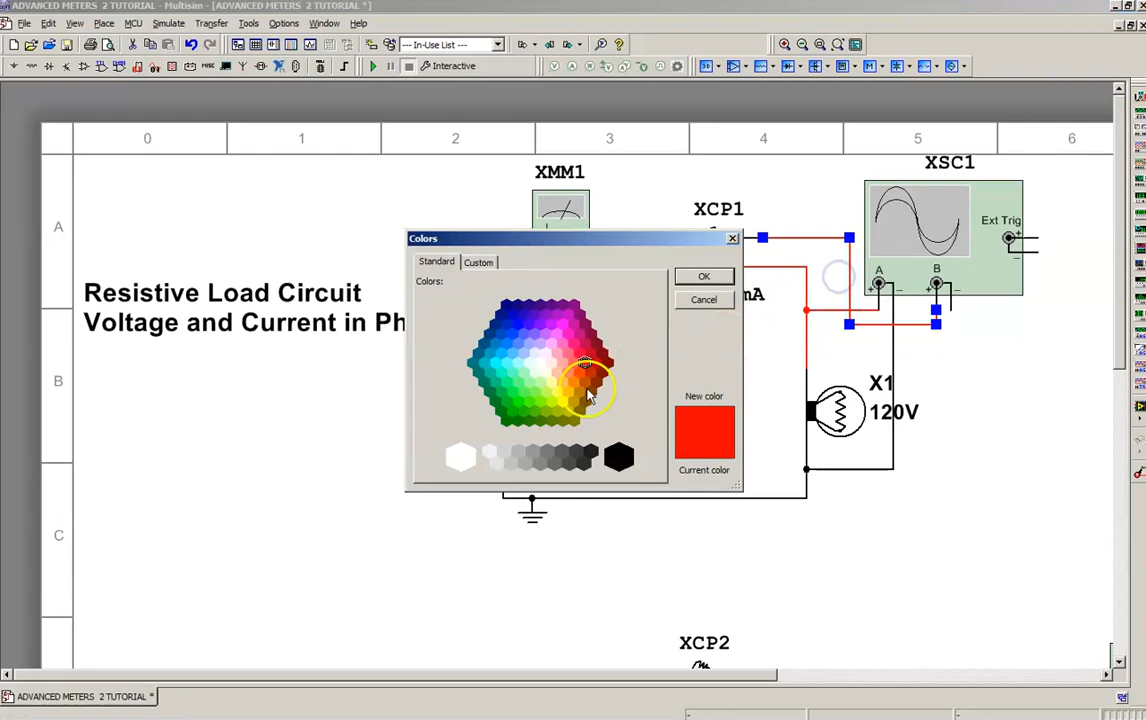 ADVANCED METERS 2 TUTORIAL - Multisim - [ADVANCED METERS 2 TUTORIAL *]
File Edit View Place MCU Simulate Transfer Tools Options Window Help
--- In-Use List ---
Interactive
0 1 2 3 4 5 6
A
B
C
XMM1
XCP1
XSC1
Ext Trig
A B
Colors
Standard Custom
Colors:
OK
Cancel
New color
Current color
mA
Resistive Load Circuit
Voltage and Current in Ph
X1
120V
XCP2
ADVANCED METERS 2 TUTORIAL *